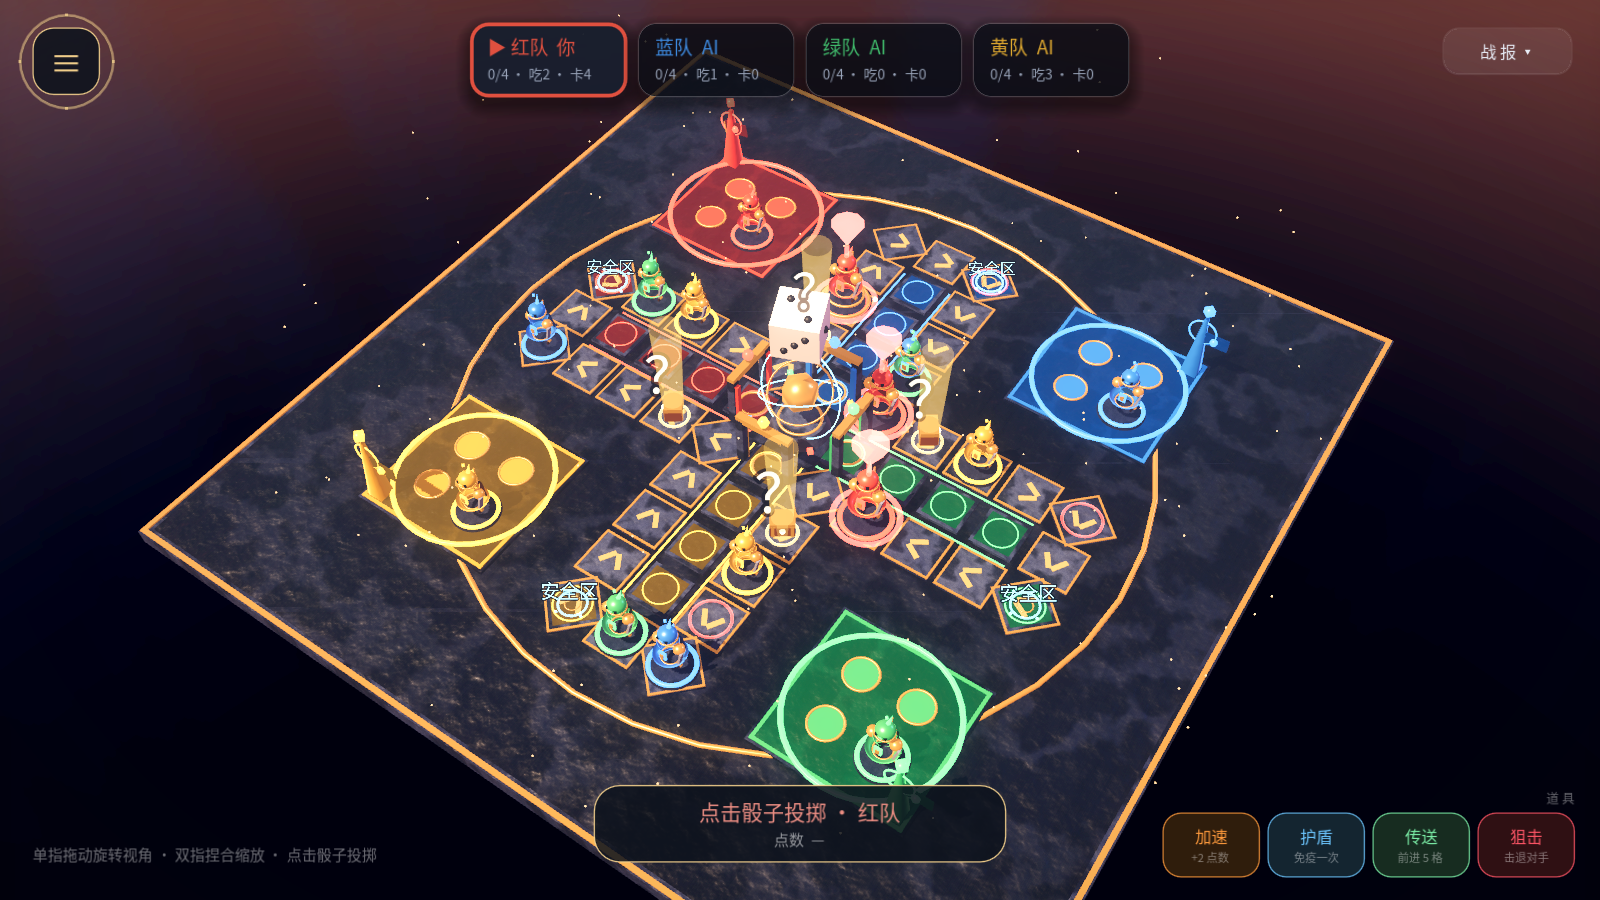 ▶ 红队 你
0/4 · 吃2 · 卡4
蓝队 AI
0/4 · 吃1 · 卡0
绿队 AI
0/4 · 吃0 · 卡0
黄队 AI
0/4 · 吃3 · 卡0
战报 ▾
安全区
安全区
?
?
?
?
安全区
安全区
点击骰子投掷 · 红队
点数 —
单指拖动旋转视角 · 双指捏合缩放 · 点击骰子投掷
道具
加速
+2 点数
护盾
免疫一次
传送
前进 5 格
狙击
击退对手